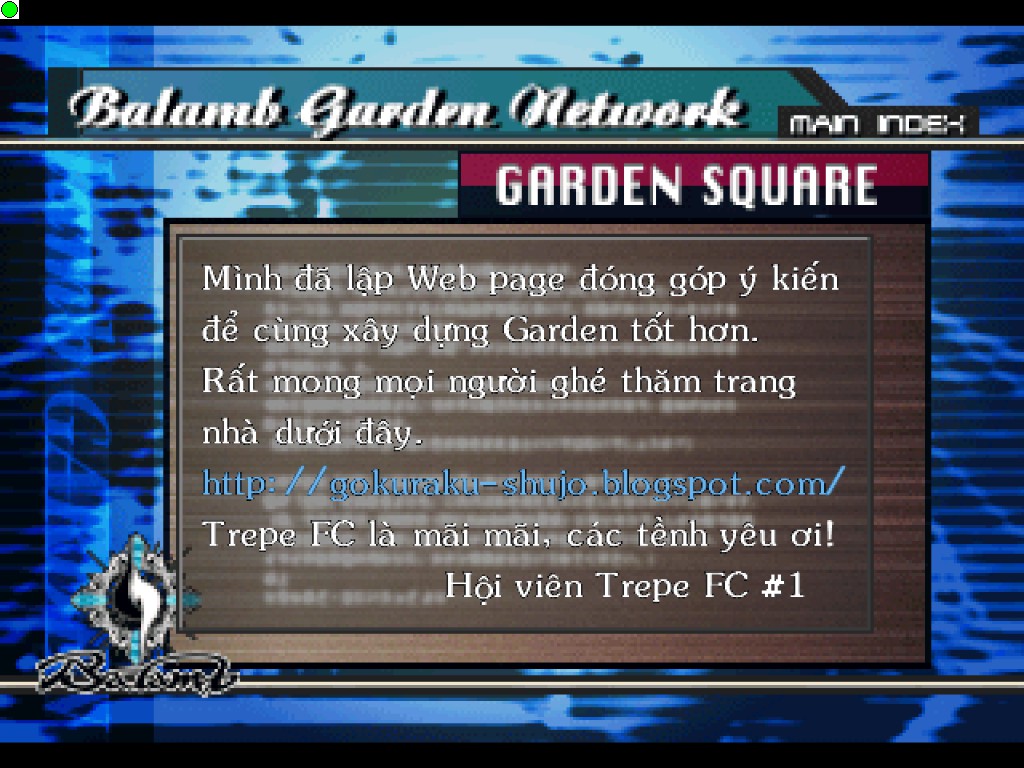 Balamb Garden Network
MAIN INDEX
GARDEN SQUARE
Mình đã lập Web page đóng góp ý kiến
để cùng xây dựng Garden tốt hơn.
Rất mong mọi người ghé thăm trang
nhà dưới đây.
http://gokuraku-shujo.blogspot.com/
Trepe FC là mãi mãi, các tềnh yêu ơi!
Hội viên Trepe FC #1
Balamb